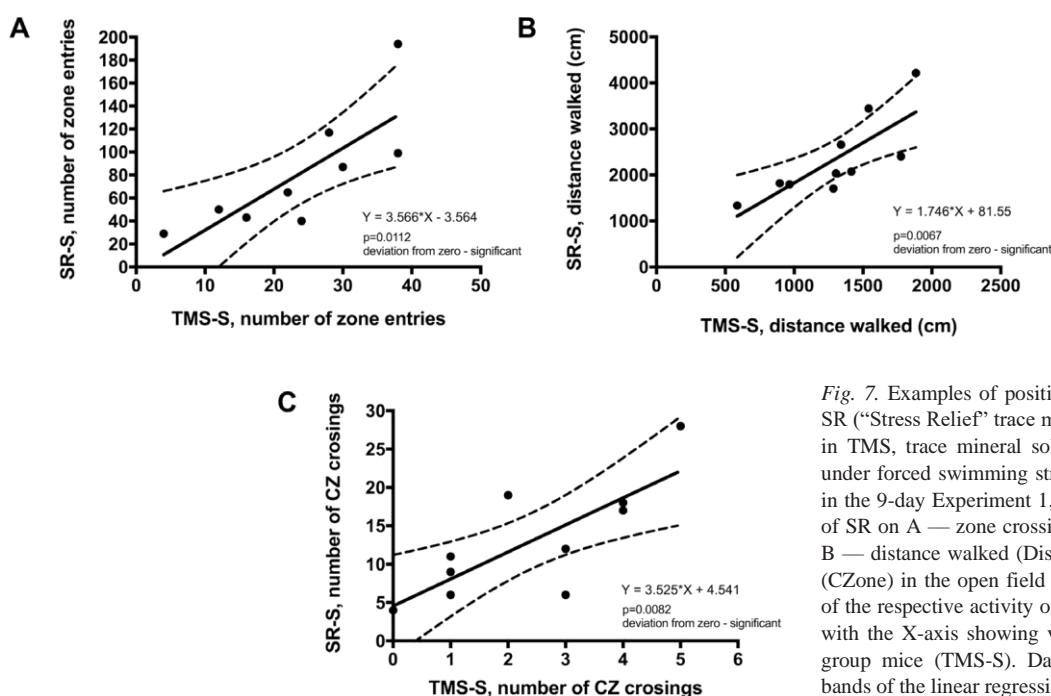 A
SR-S, number of zone entries
200
180
160
140
120
100
80
60
40
20
0
0 10 20 30 40 50
Y = 3.566*X - 3.564
p=0.0112
deviation from zero - significant
TMS-S, number of zone entries
B
SR-S, distance walked (cm)
5000
4000
3000
2000
1000
0
0 500 1000 1500 2000 2500
Y = 1.746*X + 81.55
p=0.0067
deviation from zero - significant
TMS-S, distance walked (cm)
C
SR-S, number of CZ crosings
30
25
20
15
10
5
0
0 1 2 3 4 5 6
Y = 3.525*X + 4.541
p=0.0082
deviation from zero - significant
TMS-S, number of CZ crosings
Fig. 7. Examples of positi
SR (“Stress Relief” trace m
in TMS, trace mineral sol
under forced swimming str
in the 9-day Experiment 1,
of SR on A — zone crossi
B — distance walked (Dis
(CZone) in the open field
of the respective activity o
with the X-axis showing v
group mice (TMS-S). Da
bands of the linear regressi